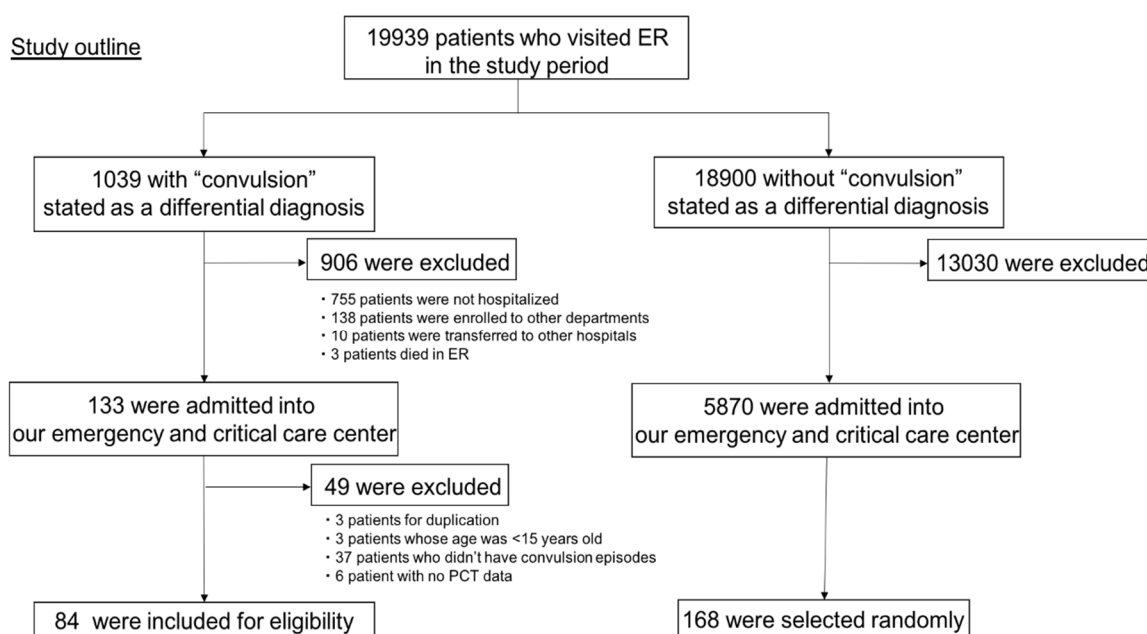 Study outline
19939 patients who visited ER
in the study period
1039 with “convulsion”
stated as a differential diagnosis
18900 without “convulsion”
stated as a differential diagnosis
906 were excluded
13030 were excluded
・755 patients were not hospitalized
・138 patients were enrolled to other departments
・10 patients were transferred to other hospitals
・3 patients died in ER
133 were admitted into
our emergency and critical care center
5870 were admitted into
our emergency and critical care center
49 were excluded
・3 patients for duplication
・3 patients whose age was <15 years old
・37 patients who didn’t have convulsion episodes
・6 patient with no PCT data
84 were included for eligibility
168 were selected randomly